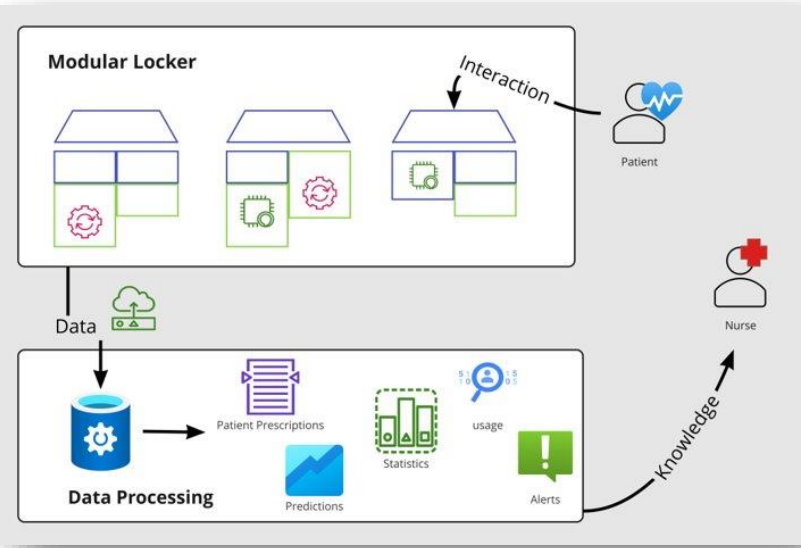 Modular Locker
Interaction
Patient
Nurse
Data
Patient Prescriptions
Statistics
usage
Predictions
Alerts
Data Processing
Knowledge